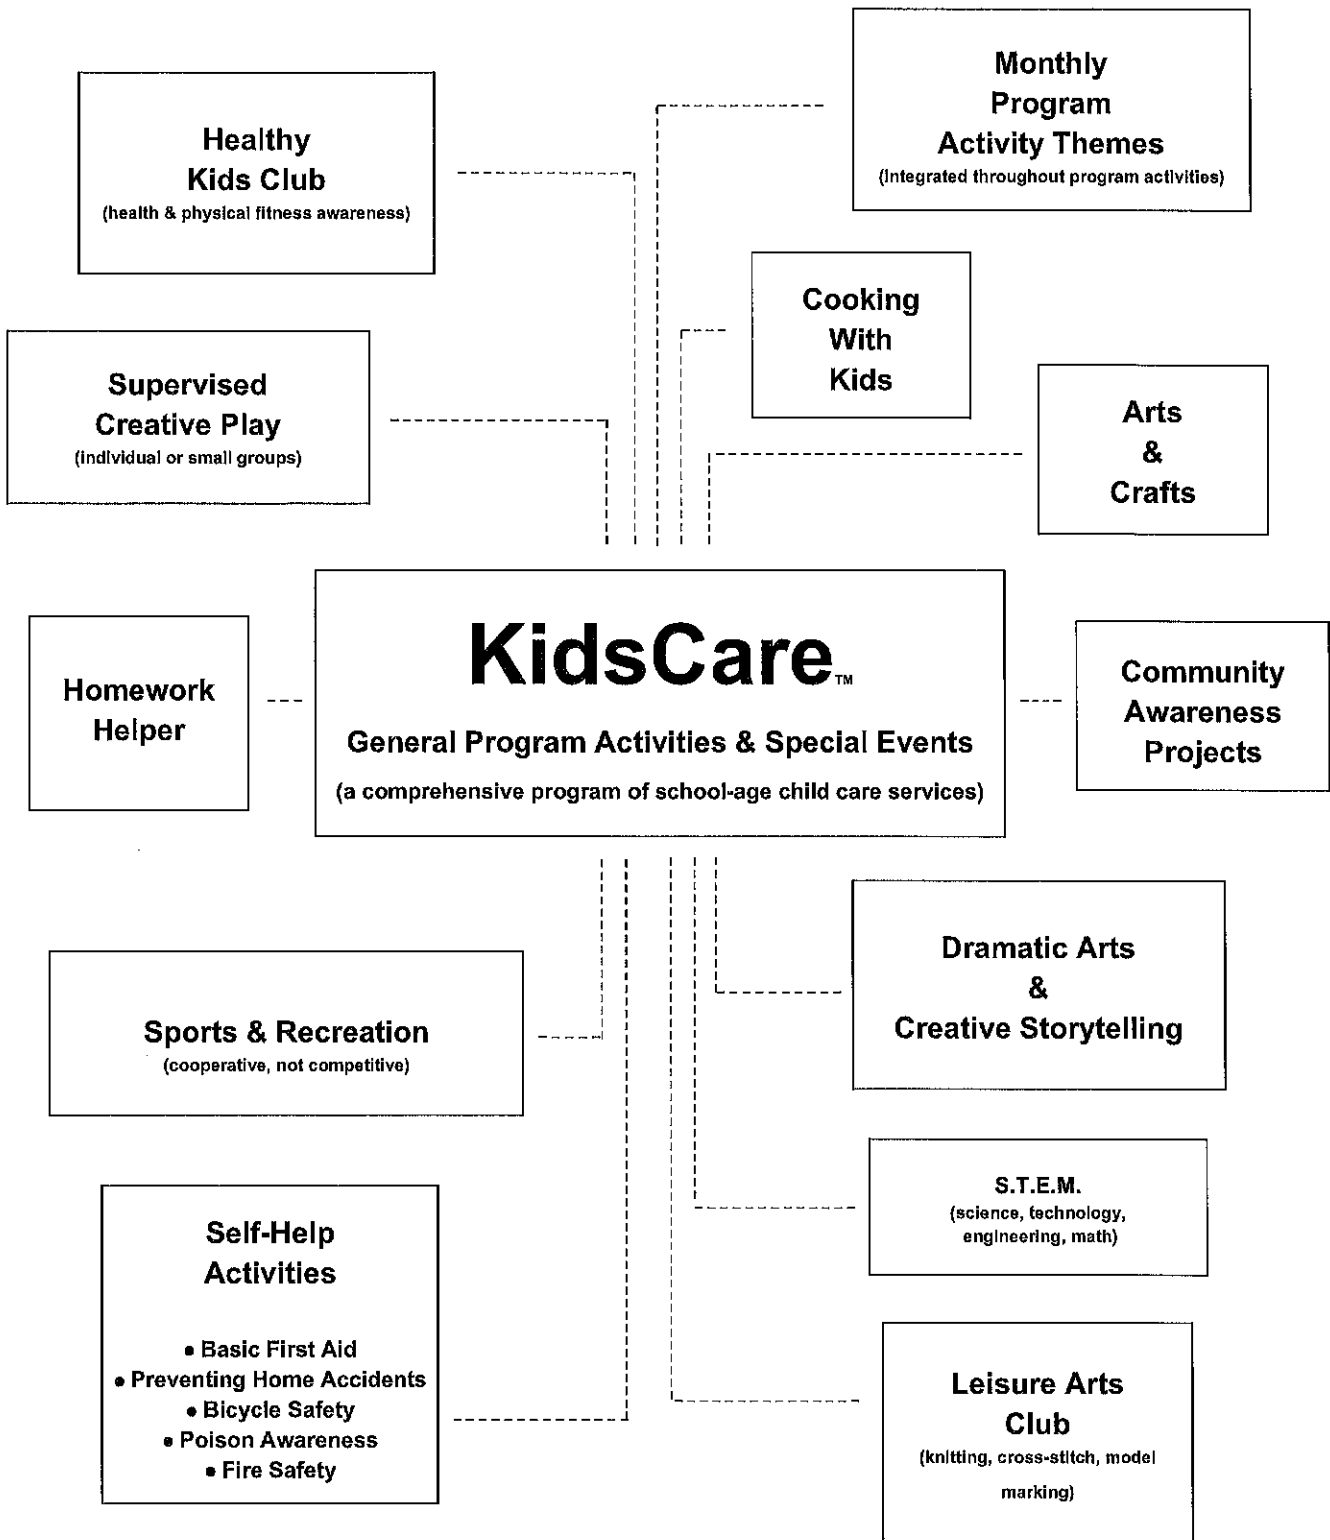 Monthly
Program
Activity Themes
(integrated throughout program activities)
Healthy
Kids Club
(health & physical fitness awareness)
Cooking
With
Kids
Supervised
Creative Play
(individual or small groups)
Arts
&
Crafts
KidsCare™
General Program Activities & Special Events
(a comprehensive program of school-age child care services)
Homework
Helper
Community
Awareness
Projects
Dramatic Arts
&
Creative Storytelling
Sports & Recreation
(cooperative, not competitive)
S.T.E.M.
(science, technology,
engineering, math)
Self-Help
Activities
• Basic First Aid
• Preventing Home Accidents
• Bicycle Safety
• Poison Awareness
• Fire Safety
Leisure Arts
Club
(knitting, cross-stitch, model
marking)